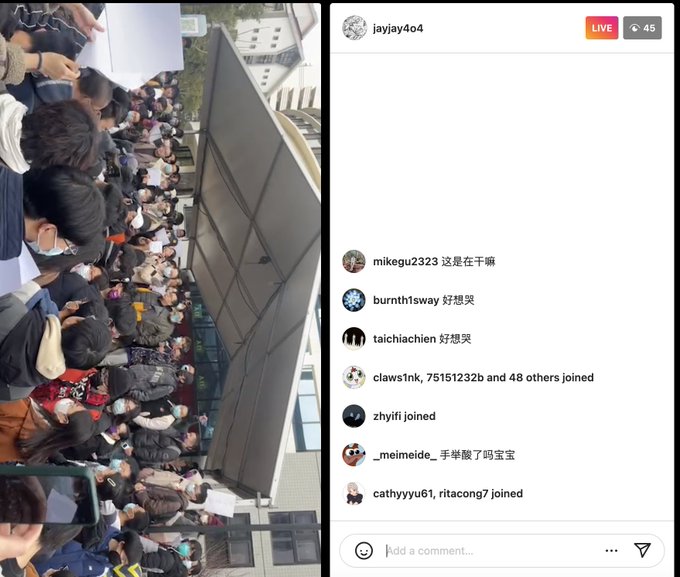 jayjay4o4
LIVE
45
mikegu2323 这是在干嘛
burnth1sway 好想哭
taichiachien 好想哭
claws1nk, 75151232b and 48 others joined
zhyifi joined
_meimeide_ 手举酸了吗宝宝
cathyyyu61, ritacong7 joined
Add a comment...